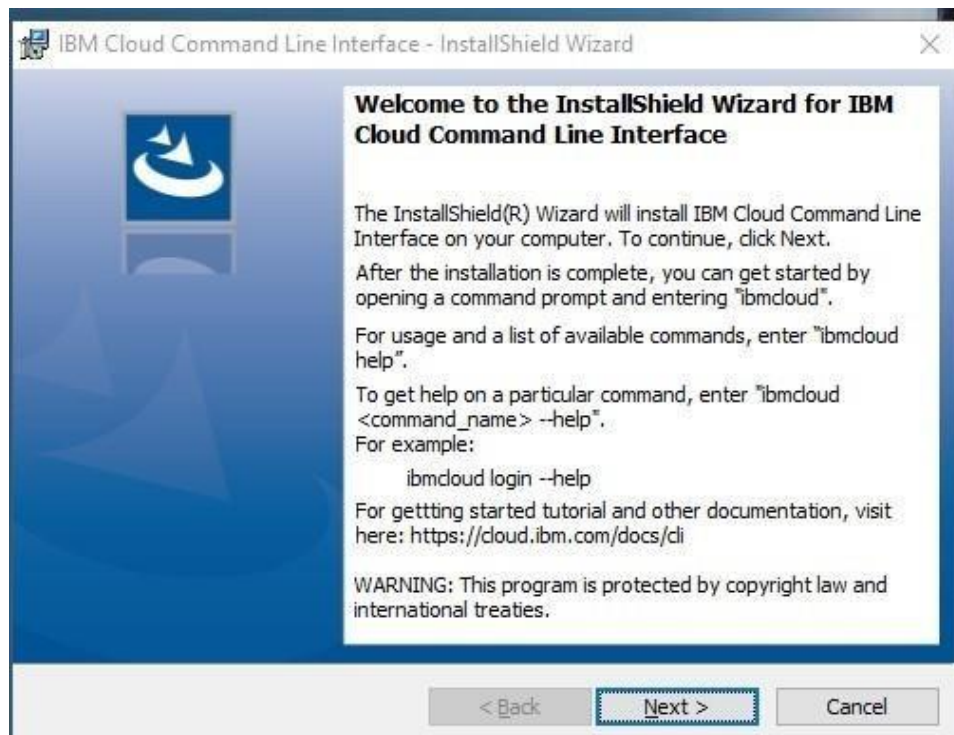 IBM Cloud Command Line Interface - InstallShield Wizard
Welcome to the InstallShield Wizard for IBM
Cloud Command Line Interface
The InstallShield(R) Wizard will install IBM Cloud Command Line
Interface on your computer. To continue, click Next.
After the installation is complete, you can get started by
opening a command prompt and entering "ibmcloud".
For usage and a list of available commands, enter "ibmcloud
help".
To get help on a particular command, enter "ibmcloud
<command_name> --help".
For example:
ibmcloud login --help
For gettting started tutorial and other documentation, visit
here: https://cloud.ibm.com/docs/cli
WARNING: This program is protected by copyright law and
international treaties.
< Back
Next >
Cancel